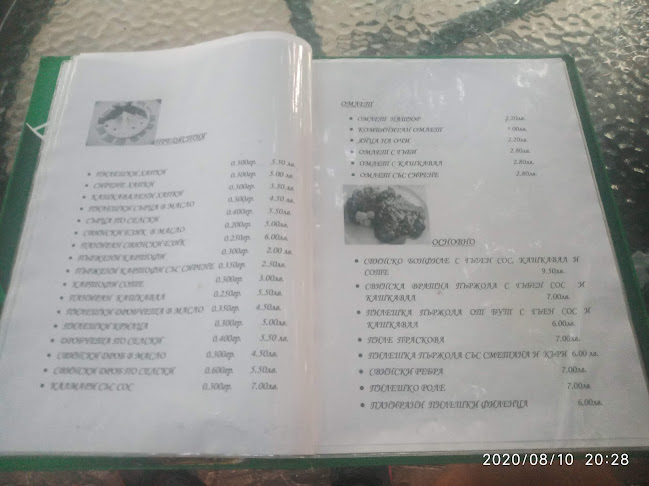 ПРЕДЯСТИЯ
ПИЛЕШКИ ХАПКИ 0.300гр. 5.50 лв.
СИРЕНЕ ХАПКИ 0.300гр. 5.00 лв.
КАШКАВАЛЕНИ ХАПКИ 0.300гр. 5.50 лв.
ПИЛЕШКИ СЪРЦА В МАСЛО 0.300гр. 4.50 лв.
СЪРЦА ПО СЕЛСКИ 0.400гр. 5.50лв.
СВИНСКИ ЕЗИК В МАСЛО 0.200гр. 5.00лв.
ПАНИРАН СВИНСКИ ЕЗИК 0.250гр. 6.00лв.
ПЪРЖЕНИ КАРТОФИ 0.300гр. 2.00 лв.
ПЪРЖЕНИ КАРТОФИ СЪС СИРЕНЕ 0.350гр. 2.50лв.
КАРТОФИ СОТЕ 0.300гр. 3.00лв.
ПАНИРАН КАШКАВАЛ 0.250гр. 5.50лв.
ПИЛЕШКИ ДРОБЧЕТА В МАСЛО 0.350гр. 4.50лв.
ПИЛЕШКИ КРИЛЦА 0.300гр. 5.00лв.
ДРОБЧЕТА ПО СЕЛСКИ 0.400гр. 5.50 лв.
СВИНСКИ ДРОБ В МАСЛО 0.300гр. 4.50лв.
СВИНСКИ ДРОБ ПО СЕЛСКИ 0.600гр. 5.50лв.
КАЛМАРИ СЪС СОС 0.300гр. 7.00лв.
ОМЛЕТ
ОМЛЕТ НАТЮР 2.20лв.
КОМБИНИРАН ОМЛЕТ
ЯЙЦА НА ОЧИ 2.20лв.
ОМЛЕТ С ГЪБИ 2.80лв.
ОМЛЕТ С КАШКАВАЛ 2.80лв.
ОМЛЕТ СЪС СИРЕНЕ 2.80лв.
ОСНОВНО
СВИНСКО БОНФИЛЕ С ГЪБЕН СОС, КАШКАВАЛ И
СОТЕ 9.50лв.
СВИНСКА ВРАТНА ПЪРЖОЛА С ГЪБЕН СОС И
КАШКАВАЛ 7.00лв.
ПИЛЕШКА ПЪРЖОЛА ОТ БУТ С ГЪБЕН СОС И
КАШКАВАЛ 6.00лв.
ПИЛЕ ПРАСКОВА 7.00лв.
ПИЛЕШКА ПЪРЖОЛА СЪС СМЕТАНА И КЪРИ 6.00 лв.
СВИНСКИ РЕБРА 7.00лв.
ПИЛЕШКО РОЛЕ 7.00лв.
ПАНИРАНИ ПИЛЕШКИ ФИЛЕНЦА 6.00лв.
2020/08/10 20:28